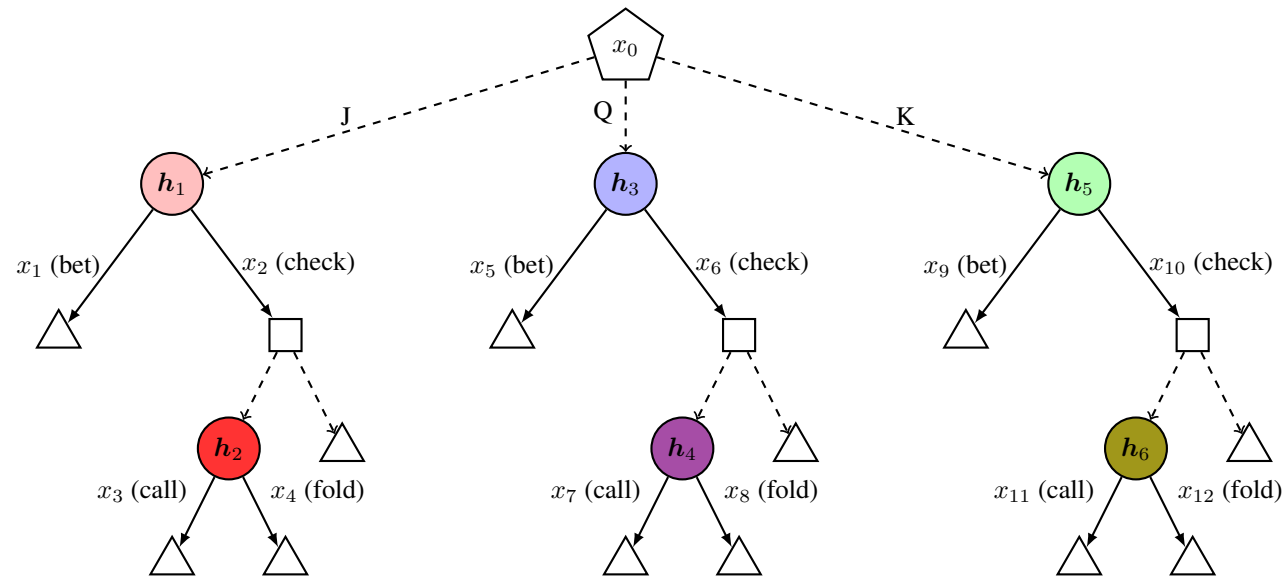 x₀
J Q K
h₁ h₃ h₅
x₁ (bet) x₂ (check) x₅ (bet) x₆ (check) x₉ (bet) x₁₀ (check)
h₂ h₄ h₆
x₃ (call) x₄ (fold) x₇ (call) x₈ (fold) x₁₁ (call) x₁₂ (fold)